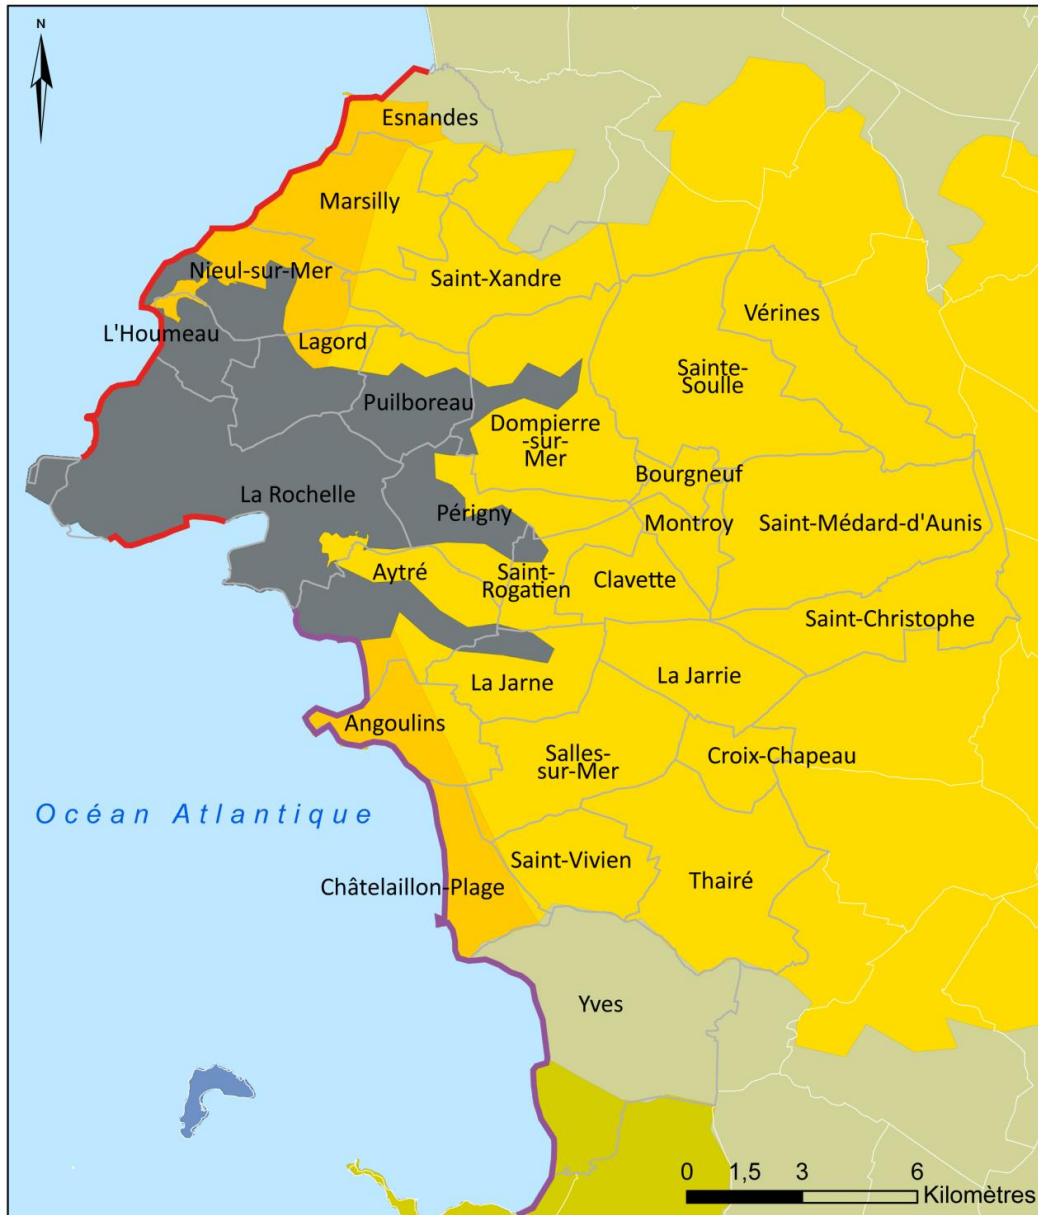 N
Esnandes
Marsilly
Nieul-sur-Mer
Saint-Xandre
Vérines
L'Houmeau
Lagord
Sainte-
Soulle
Puilboreau
Dompierre
-sur-
Mer
Bourgneuf
La Rochelle
Périgny
Montroy
Saint-Médard-d'Aunis
Aytré
Saint-
Rogatien
Clavette
Saint-Christophe
La Jarne
La Jarrie
Angoulins
Salles-
sur-Mer
Croix-Chapeau
Océan Atlantique
Saint-Vivien
Thairé
Châtelaillon-Plage
Yves
0 1,5 3 6
Kilomètres